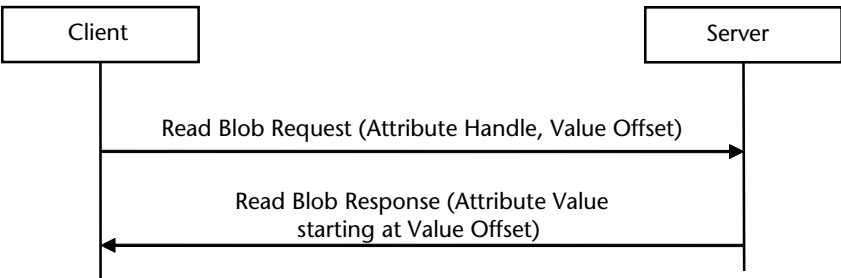 Client
Server
Read Blob Request (Attribute Handle, Value Offset)
Read Blob Response (Attribute Value
starting at Value Offset)